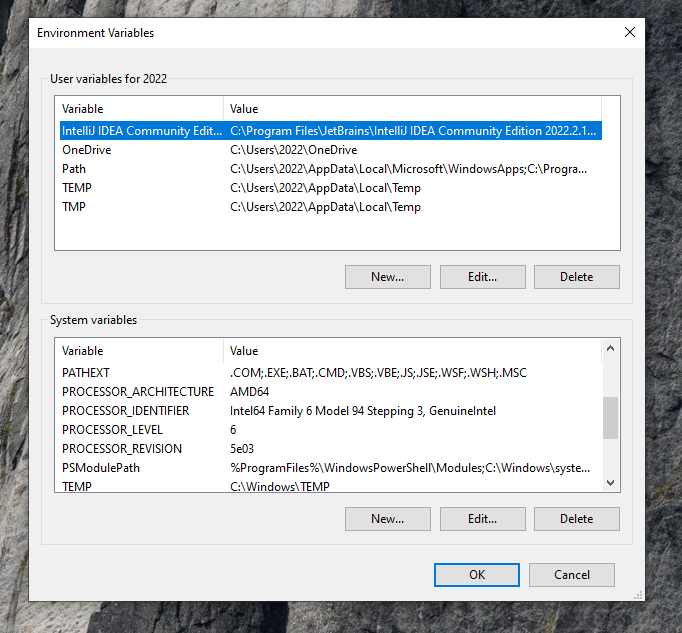 Environment Variables
User variables for 2022
Variable Value
IntelliJ IDEA Community Edit... C:\Program Files\JetBrains\IntelliJ IDEA Community Edition 2022.2.1...
OneDrive C:\Users\2022\OneDrive
Path C:\Users\2022\AppData\Local\Microsoft\WindowsApps;C:\Progra...
TEMP C:\Users\2022\AppData\Local\Temp
TMP C:\Users\2022\AppData\Local\Temp
New... Edit... Delete
System variables
Variable Value
PATHEXT .COM;.EXE;.BAT;.CMD;.VBS;.VBE;.JS;.JSE;.WSF;.WSH;.MSC
PROCESSOR_ARCHITECTURE AMD64
PROCESSOR_IDENTIFIER Intel64 Family 6 Model 94 Stepping 3, GenuineIntel
PROCESSOR_LEVEL 6
PROCESSOR_REVISION 5e03
PSModulePath %ProgramFiles%\WindowsPowerShell\Modules;C:\Windows\syste...
TEMP C:\Windows\TEMP
New... Edit... Delete
OK Cancel